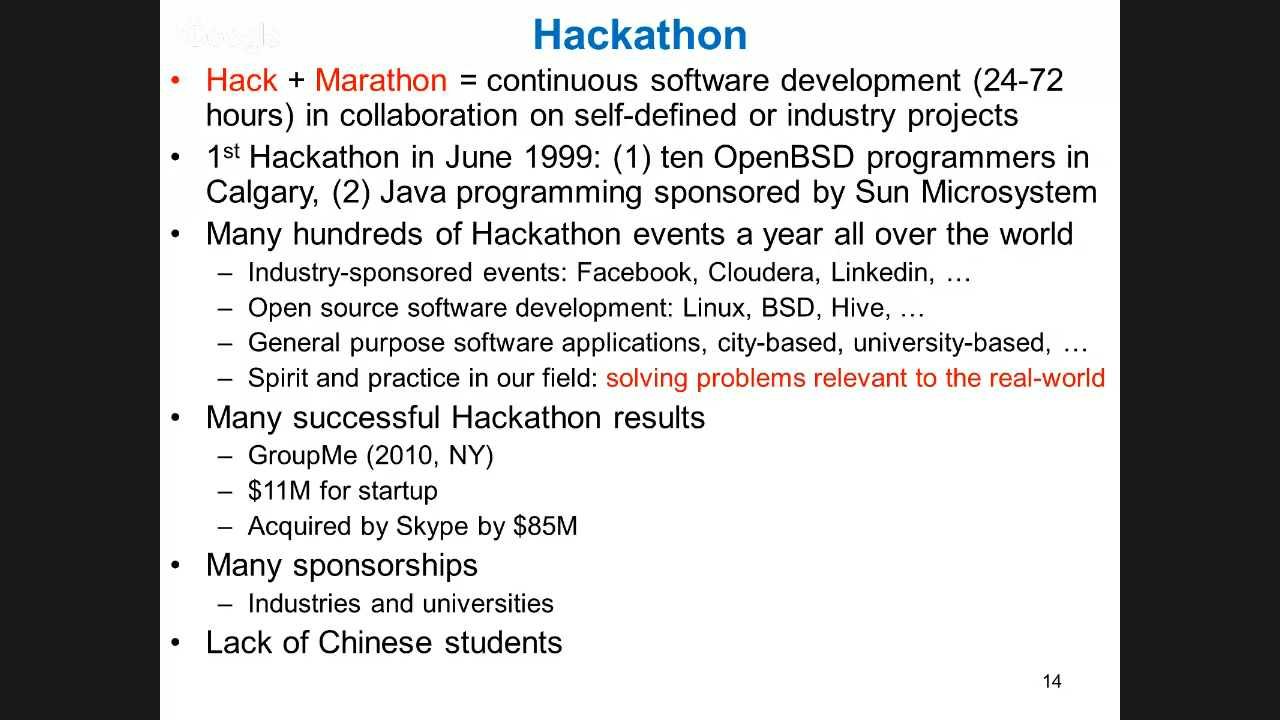 Google
Hackathon
• Hack + Marathon = continuous software development (24-72
hours) in collaboration on self-defined or industry projects
• 1st Hackathon in June 1999: (1) ten OpenBSD programmers in
Calgary, (2) Java programming sponsored by Sun Microsystem
• Many hundreds of Hackathon events a year all over the world
– Industry-sponsored events: Facebook, Cloudera, Linkedin, …
– Open source software development: Linux, BSD, Hive, …
– General purpose software applications, city-based, university-based, …
– Spirit and practice in our field: solving problems relevant to the real-world
• Many successful Hackathon results
– GroupMe (2010, NY)
– $11M for startup
– Acquired by Skype by $85M
• Many sponsorships
– Industries and universities
• Lack of Chinese students
14